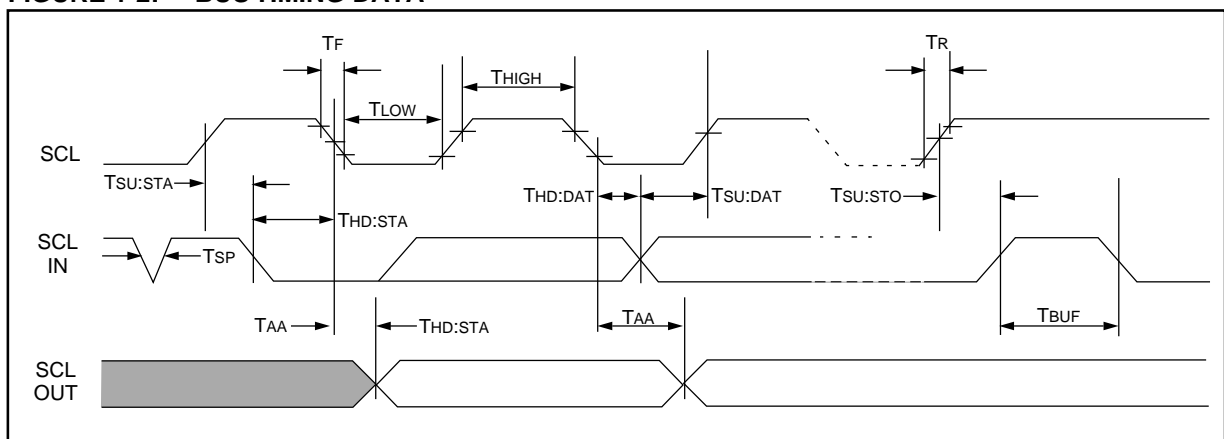 FIGURE 1-2: BUS TIMING DATA
TF
TR
THIGH
TLOW
SCL
TSU:STA
THD:DAT
TSU:DAT
TSU:STO
THD:STA
SCL
IN
TSP
TAA
THD:STA
TAA
TBUF
SCL
OUT